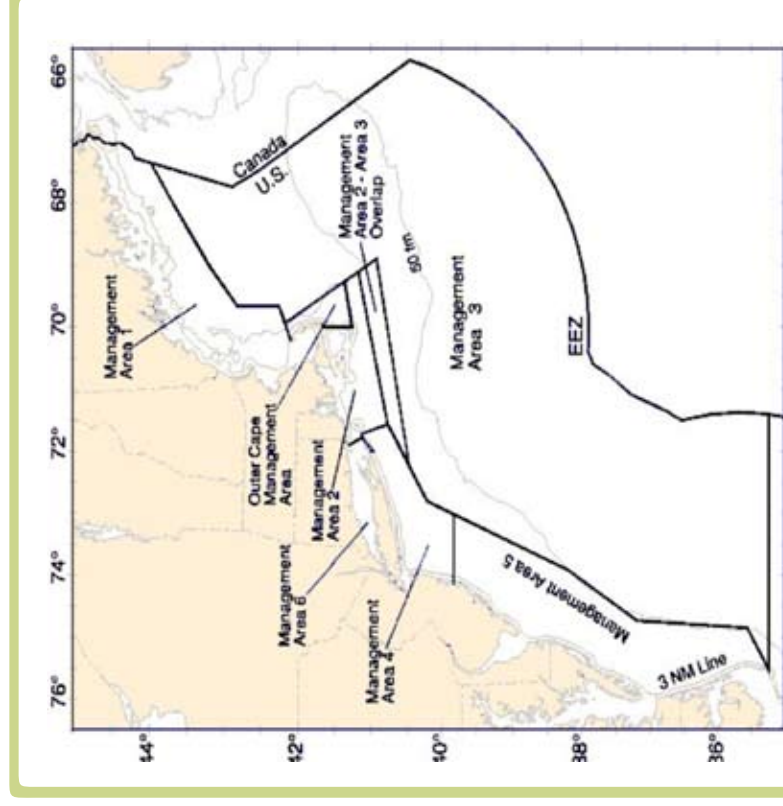 66°
68°
70°
72°
74°
76°
44°
42°
40°
38°
36°
Management
Area 1
Outer Cape
Management
Area
Management
Area 2
Management
Area 6
Management
Area 4
Canada
U.S.
Management
Area 2 - Area 3
Overlap
50 fm
Management
Area 3
EEZ
Management Area 5
3 NM Line